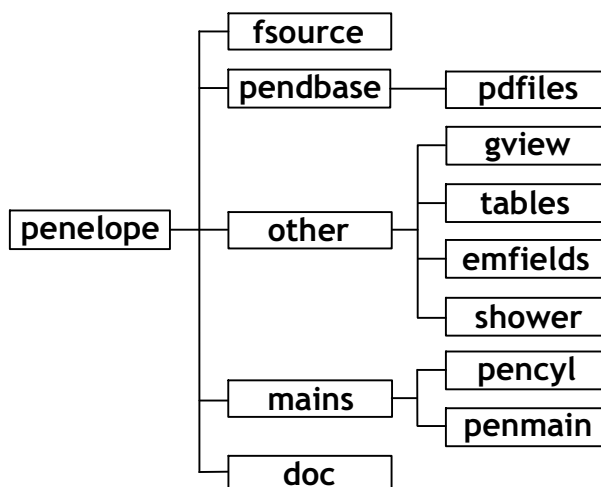 fsource
pendbase
pdfiles
gview
tables
penelope
other
emfields
shower
pencyl
mains
penmain
doc